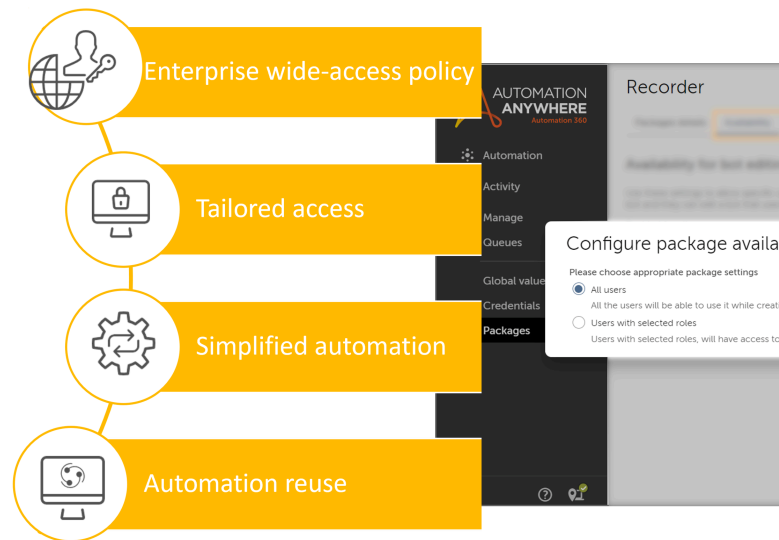 Enterprise wide-access policy
Tailored access
Simplified automation
Automation reuse
AUTOMATION
ANYWHERE
Automation 360
Automation
Activity
Manage
Queues
Global value
Credentials
Packages
Recorder
Configure package availa
Please choose appropriate package settings
All users
All the users will be able to use it while creat
Users with selected roles
Users with selected roles, will have access to